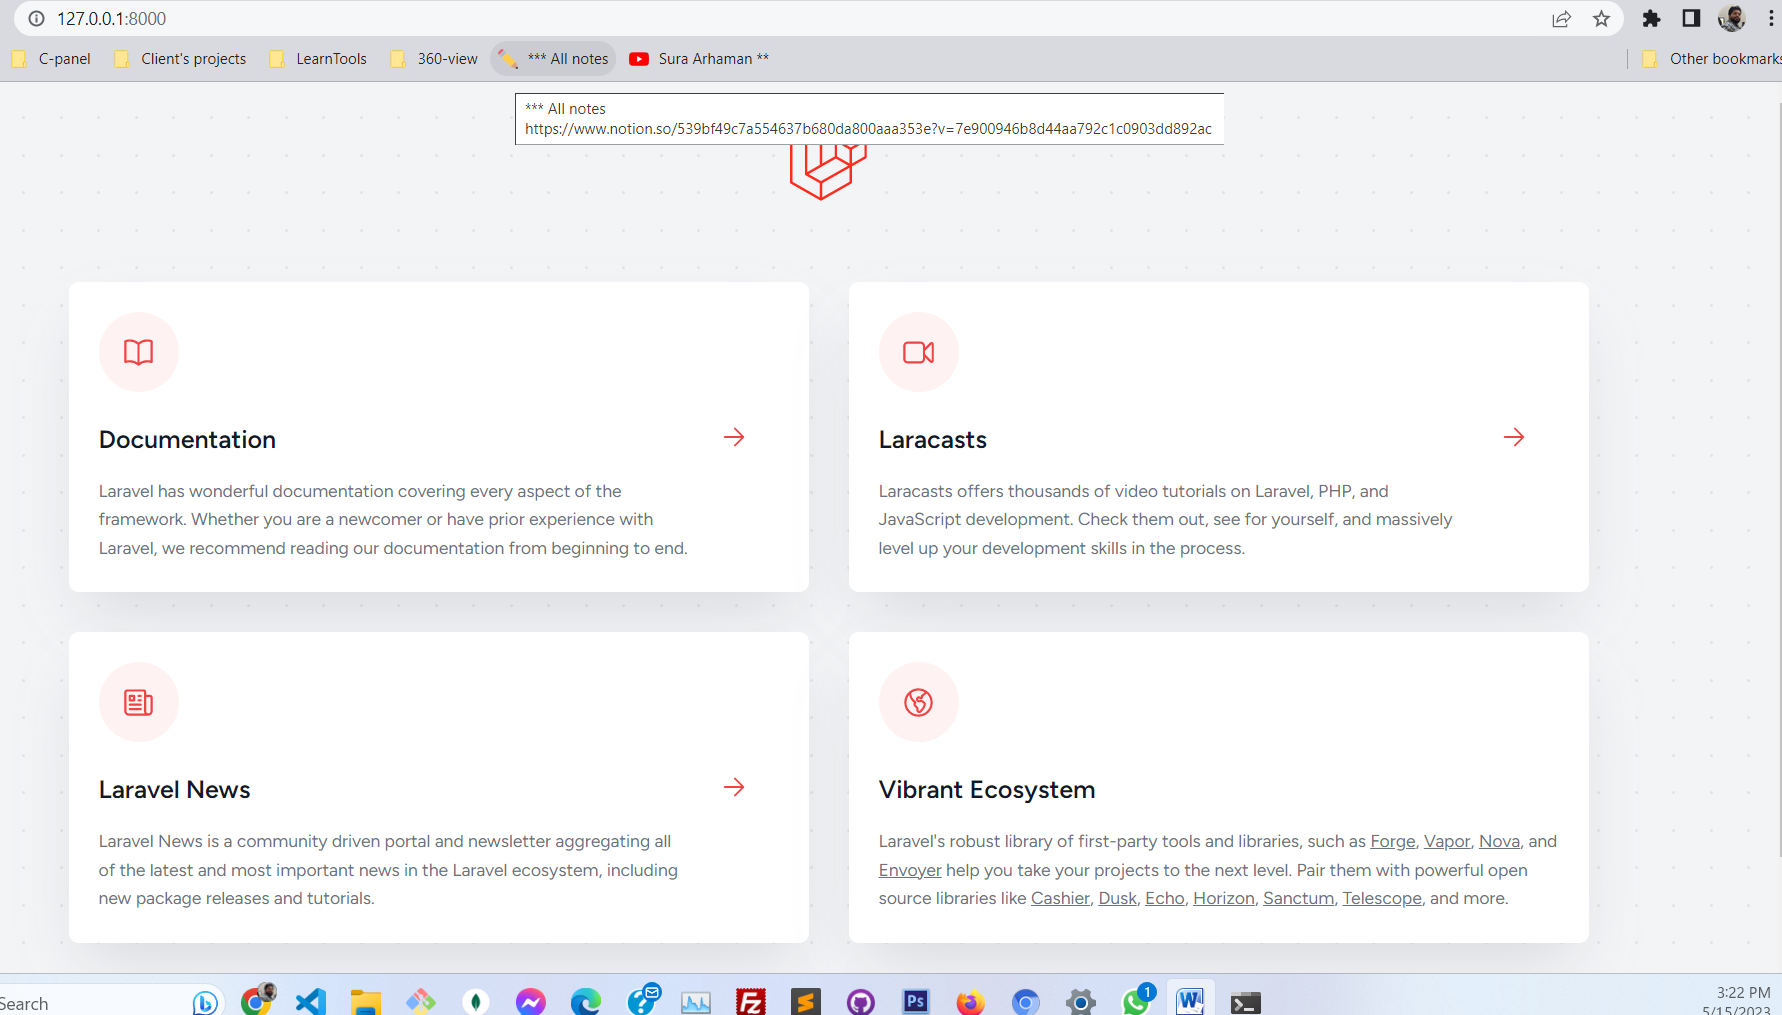 127.0.0.1:8000
C-panel
Client's projects
LearnTools
360-view
*** All notes
Sura Arhaman **
Other bookmarks
*** All notes
https://www.notion.so/539bf49c7a554637b680da800aaa353e?v=7e900946b8d44aa792c1c0903dd892ac
Documentation
Laravel has wonderful documentation covering every aspect of the
framework. Whether you are a newcomer or have prior experience with
Laravel, we recommend reading our documentation from beginning to end.
Laracasts
Laracasts offers thousands of video tutorials on Laravel, PHP, and
JavaScript development. Check them out, see for yourself, and massively
level up your development skills in the process.
Laravel News
Laravel News is a community driven portal and newsletter aggregating all
of the latest and most important news in the Laravel ecosystem, including
new package releases and tutorials.
Vibrant Ecosystem
Laravel's robust library of first-party tools and libraries, such as Forge, Vapor, Nova, and
Envoyer help you take your projects to the next level. Pair them with powerful open
source libraries like Cashier, Dusk, Echo, Horizon, Sanctum, Telescope, and more.
Search
Fz
Ps
1
W
3:22 PM
5/15/2023